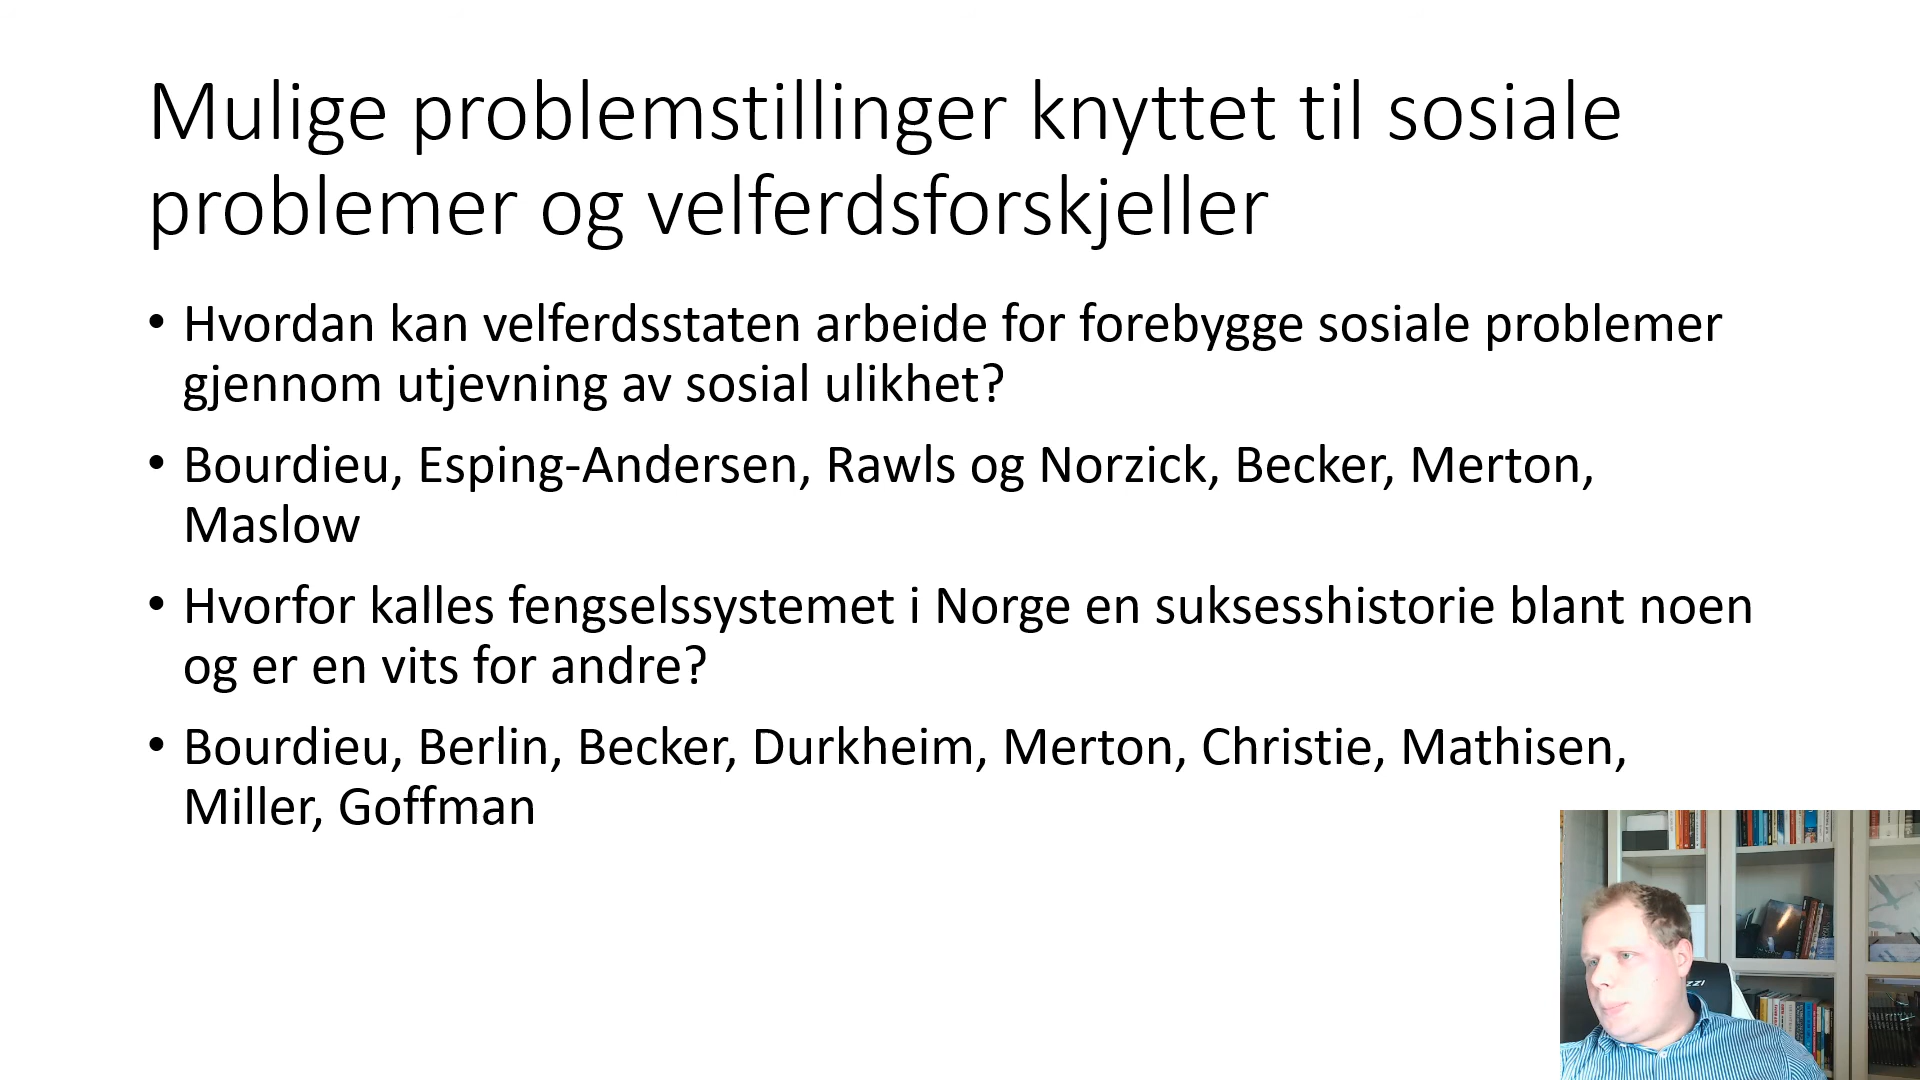 Mulige problemstillinger knyttet til sosiale
problemer og velferdsforskjeller
• Hvordan kan velferdsstaten arbeide for forebygge sosiale problemer
gjennom utjevning av sosial ulikhet?
• Bourdieu, Esping-Andersen, Rawls og Norzick, Becker, Merton,
Maslow
• Hvorfor kalles fengselssystemet i Norge en suksesshistorie blant noen
og er en vits for andre?
• Bourdieu, Berlin, Becker, Durkheim, Merton, Christie, Mathisen,
Miller, Goffman